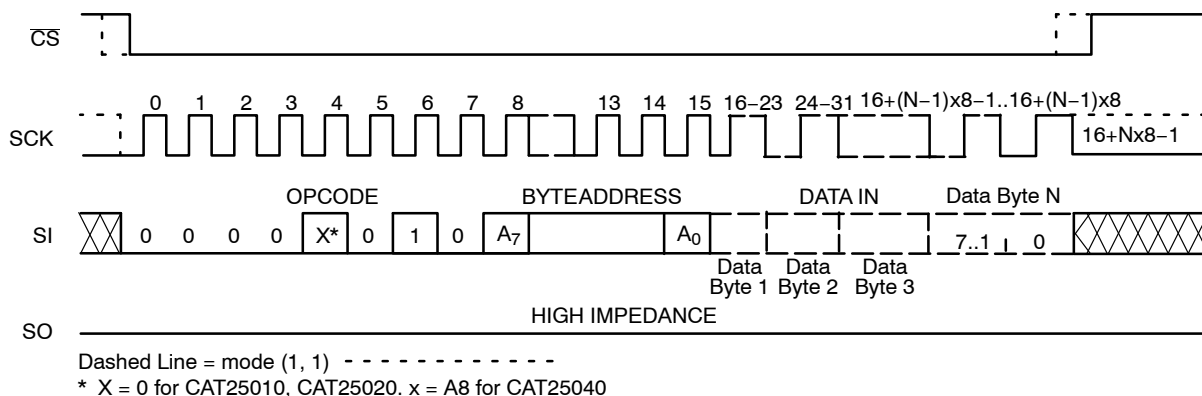 CS
0 1 2 3 4 5 6 7 8 13 14 15 16−23 24−31 16+(N−1)x8−1..16+(N−1)x8
SCK
16+Nx8−1
OPCODE BYTEADDRESS DATA IN Data Byte N
SI
0 0 0 0 X* 0 1 0 A7 A0 7..1 0
Data Byte 1 Data Byte 2 Data Byte 3
HIGH IMPEDANCE
SO
Dashed Line = mode (1, 1)
* X = 0 for CAT25010, CAT25020. x = A8 for CAT25040